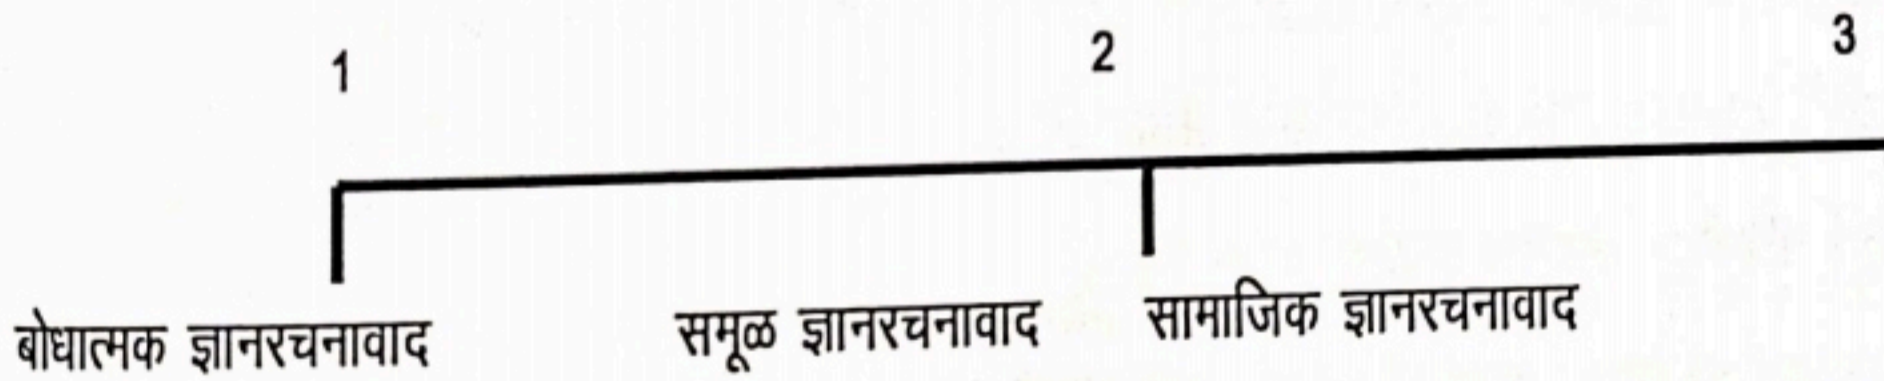 1 2 3
बोधात्मक ज्ञानरचनावाद समूळ ज्ञानरचनावाद सामाजिक ज्ञानरचनावाद